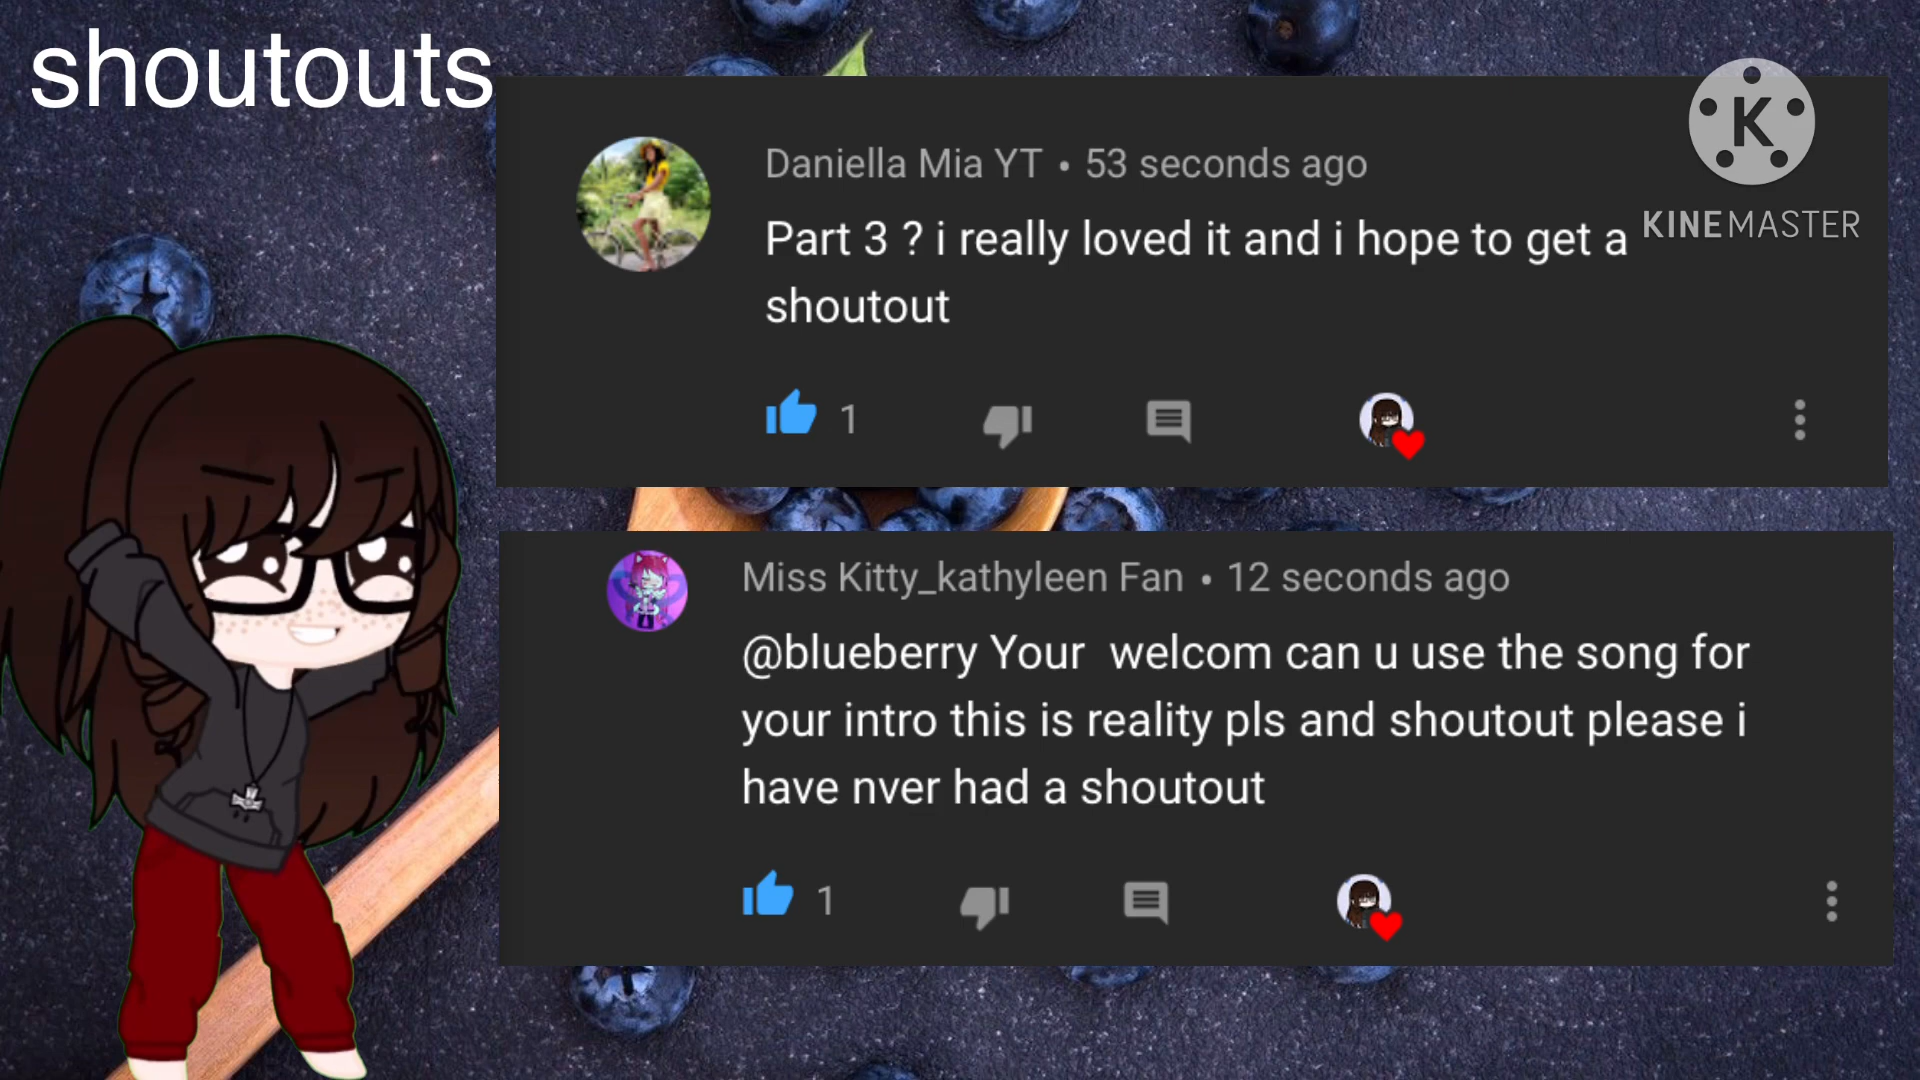 shoutouts
K
KINEMASTER
Daniella Mia YT • 53 seconds ago
Part 3 ? i really loved it and i hope to get a
shoutout
1
Miss Kitty_kathyleen Fan • 12 seconds ago
@blueberry Your  welcom can u use the song for
your intro this is reality pls and shoutout please i
have nver had a shoutout
1